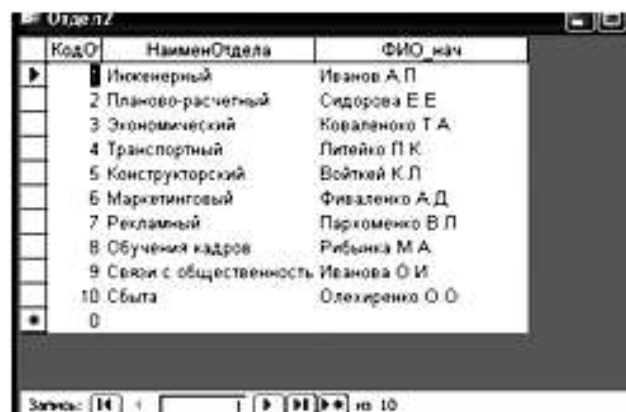 Отдел2
КодО НаименОтдела ФИО_нач
1 Инженерный Иванов А.П
2 Планово-расчетный Сидорова Е.Е
3 Экономический Коваленоко Т.А
4 Транспортный Литейко П.К.
5 Конструкторский Войткей К.Л
6 Маркетинговый Фиваленко А.Д
7 Рекламный Пархоменко В.Л
8 Обучения кадров Рибынка М.А
9 Связи с общественность Иванова О.И
10 Сбыта Олехиренко О.О
0
Запись: 1 из 10